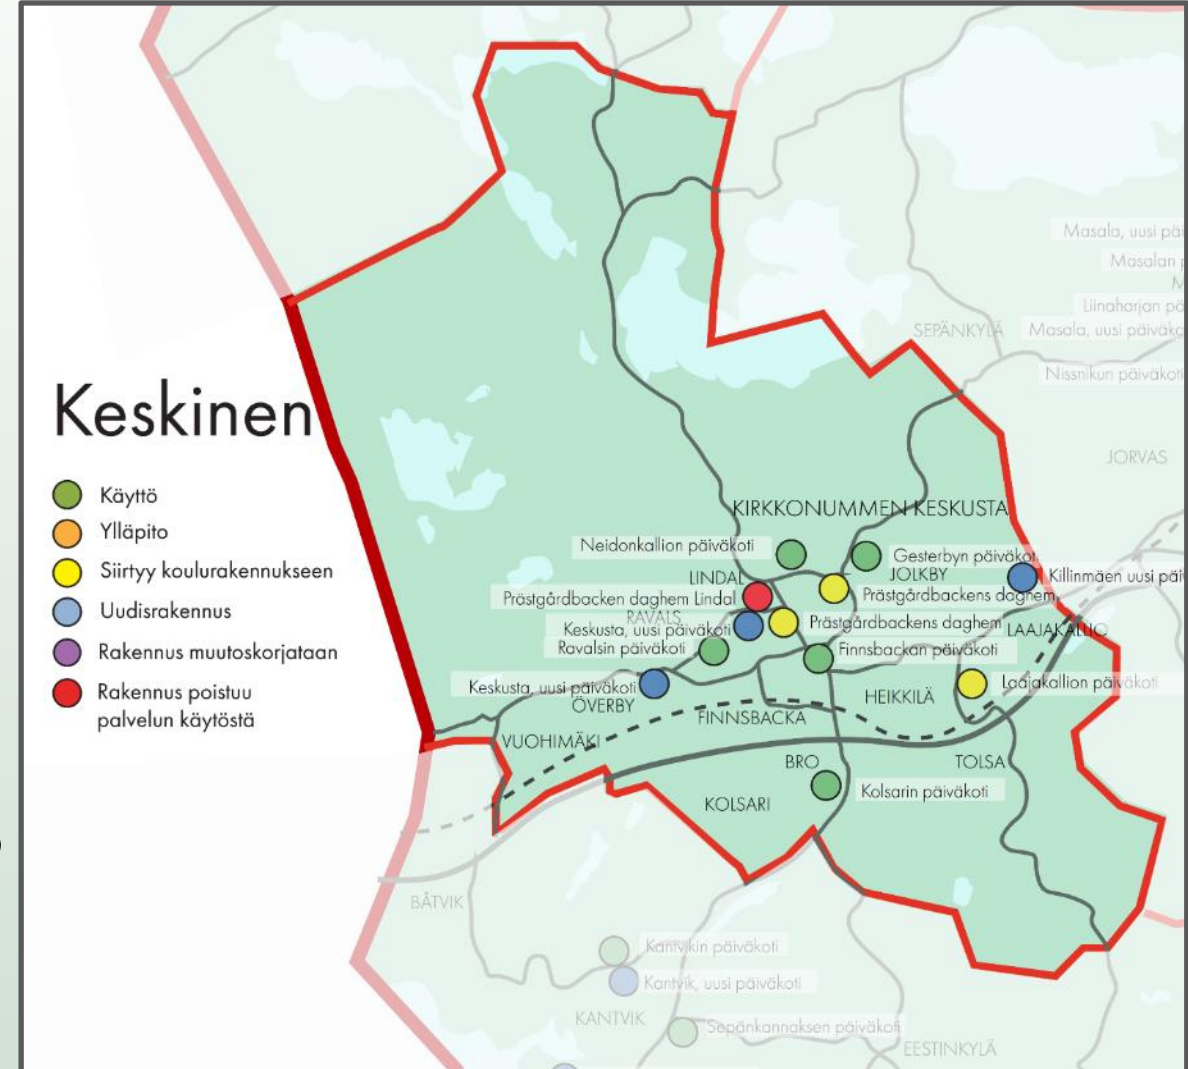 Masala, uusi päi
Masalan p
M
Liinaharjan pä
SEPÄNKYLÄ
Masala, uusi päiväko
Nissnikun päiväkoti
Keskinen
JORVAS
Käyttö
Ylläpito
Siirtyy koulurakennukseen
Uudisrakennus
Rakennus muutoskorjataan
Rakennus poistuu
palvelun käytöstä
KIRKKONUMMEN KESKUSTA
Neidonkallion päiväkoti
Gesterbyn päiväkoti
LINDAL
JOLKBY
Killinmäen uusi päi
Prästgårdbacken daghem Lindal
Prästgårdbackens daghem,
RAVALS
Keskusta, uusi päiväkoti
Prästgårdbackens daghem
LAAJAKALLIO
Ravalsin päiväkoti
Finnsbackan päiväkoti
Keskusta, uusi päiväkoti
Laajakallion päiväkoti
ÖVERBY
HEIKKILÄ
FINNSBACKA
VUOHIMÄKI
BRO
TOLSA
Kolsarin päiväkoti
KOLSARI
BÅTVIK
Kantvikin päiväkoti
Kantvik, uusi päiväkoti
KANTVIK
Sepänkannaksen päiväkoti
EESTINKYLÄ